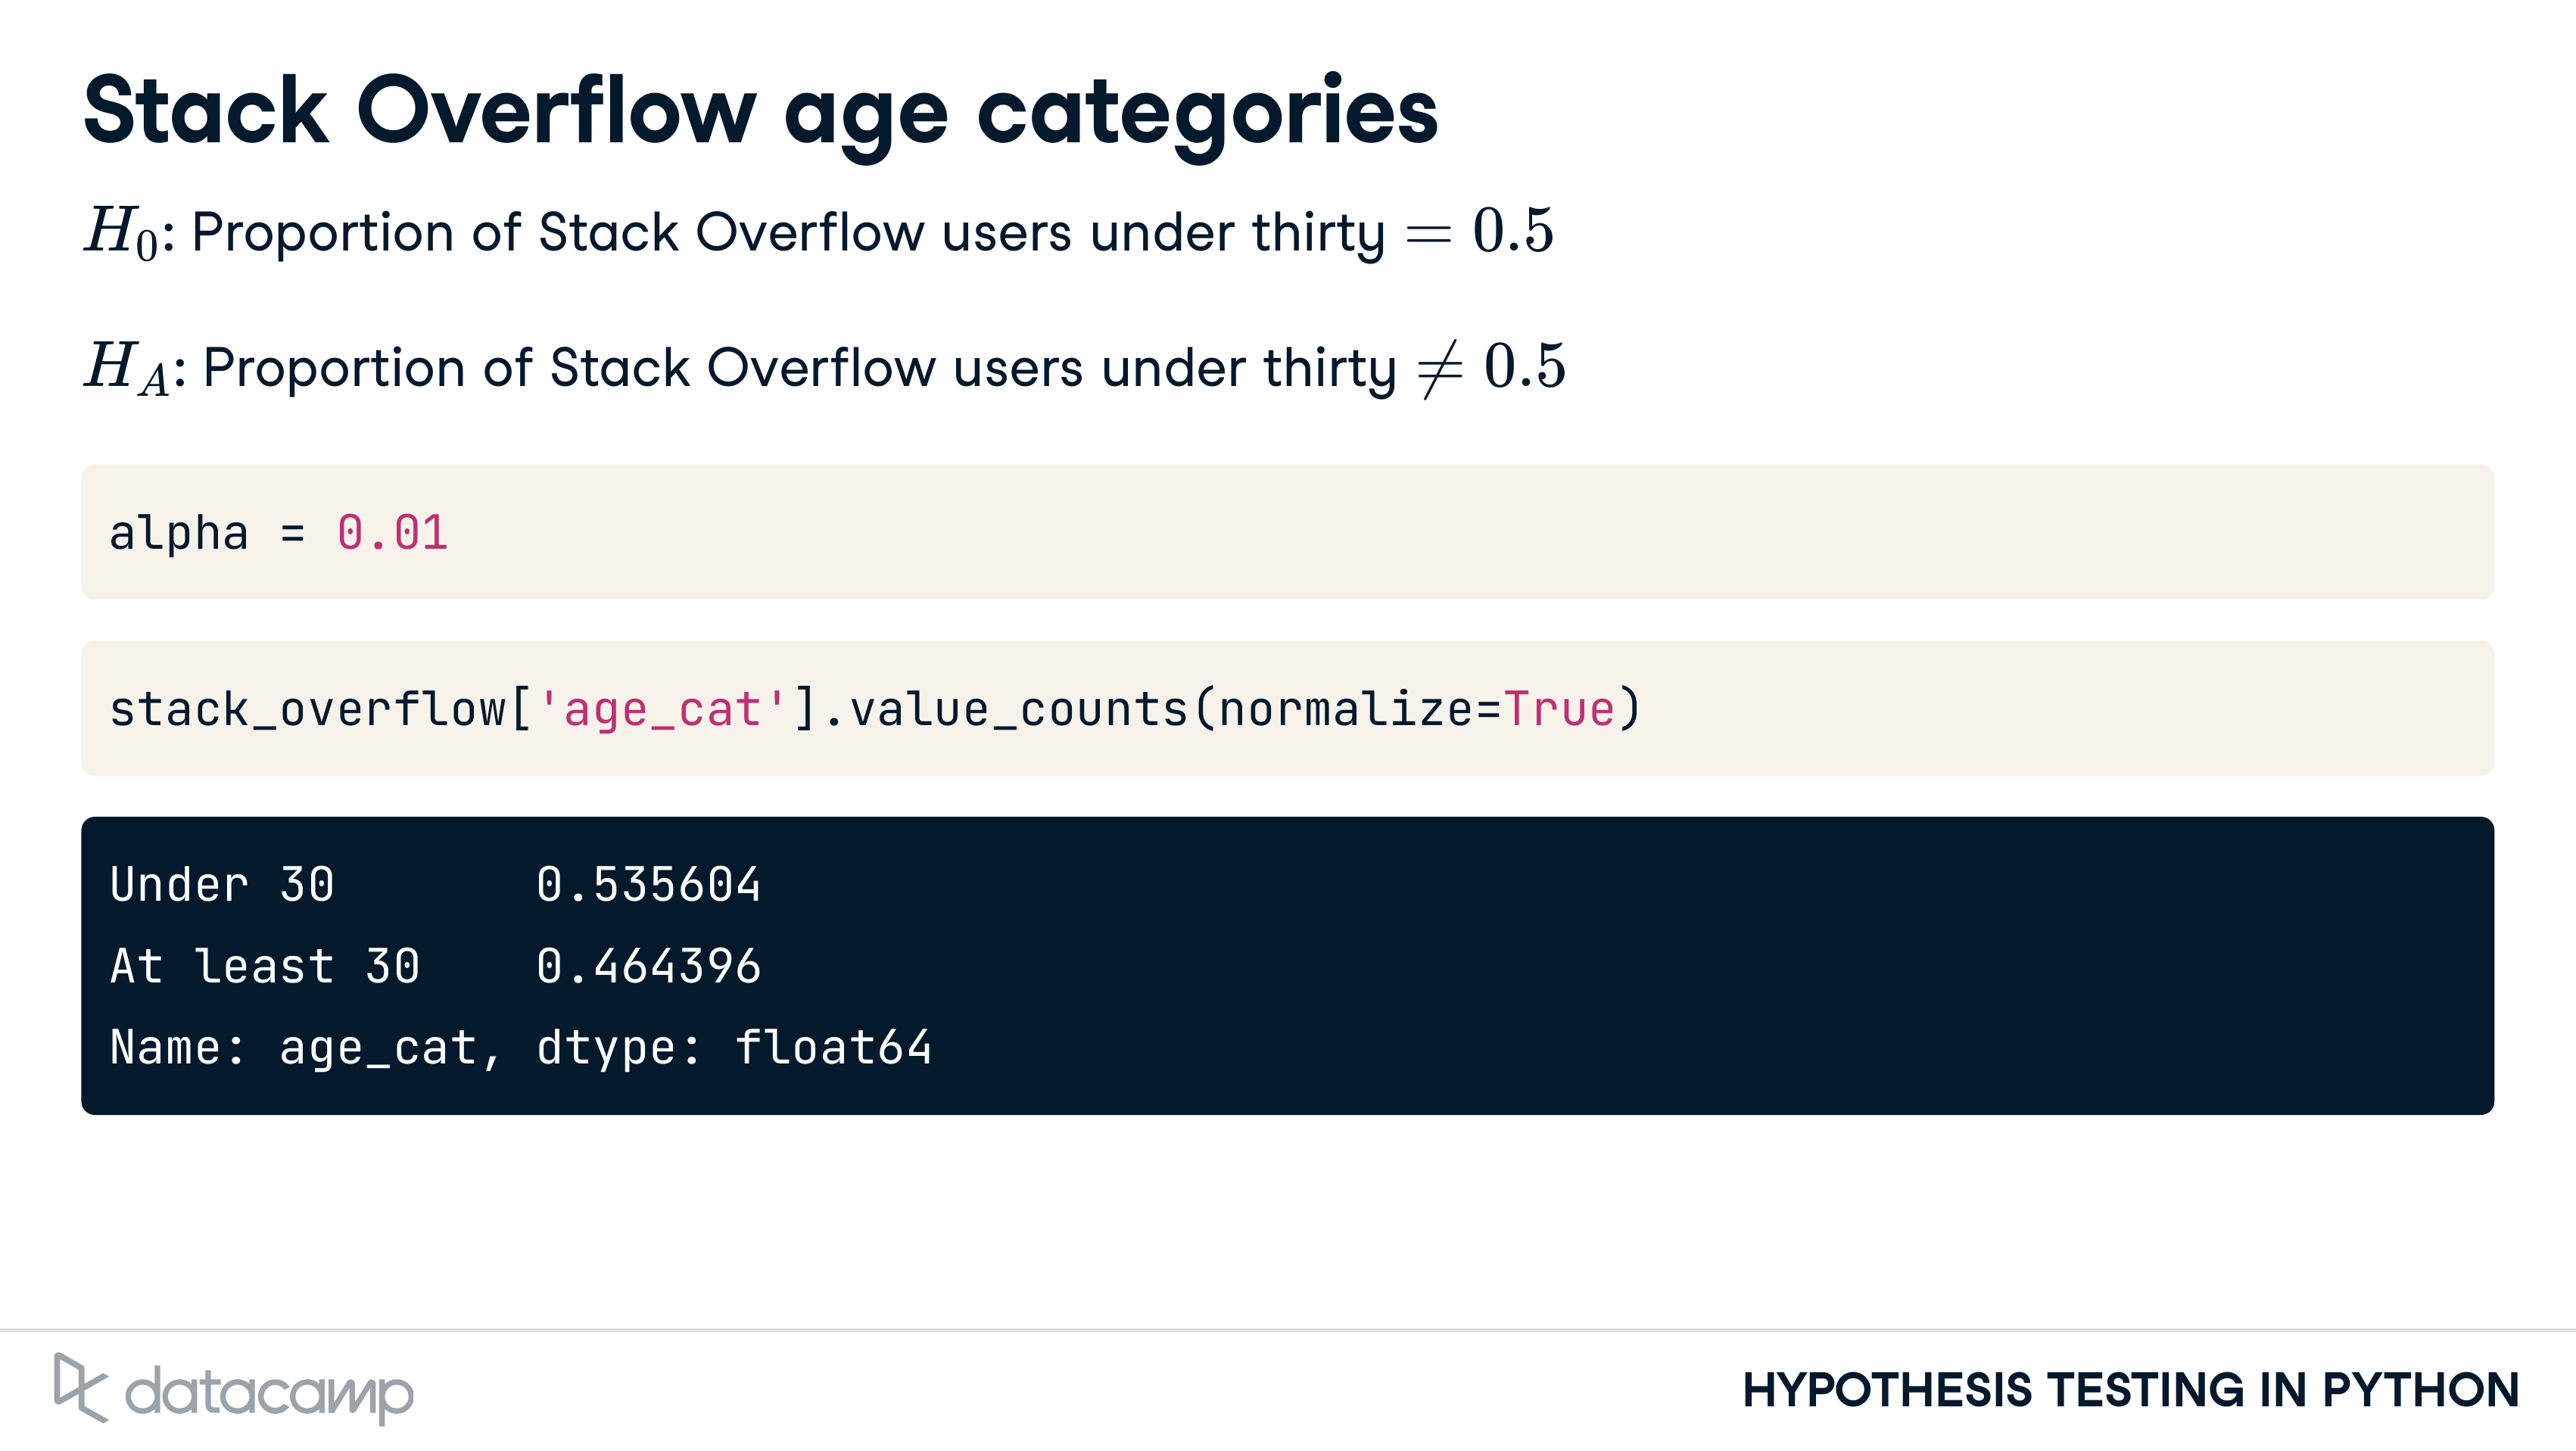 Stack Overflow age categories
H₀: Proportion of Stack Overflow users under thirty = 0.5
H_A: Proportion of Stack Overflow users under thirty ≠ 0.5
alpha = 0.01
stack_overflow['age_cat'].value_counts(normalize=True)
Under 30       0.535604
At least 30    0.464396
Name: age_cat, dtype: float64
datacamp
HYPOTHESIS TESTING IN PYTHON